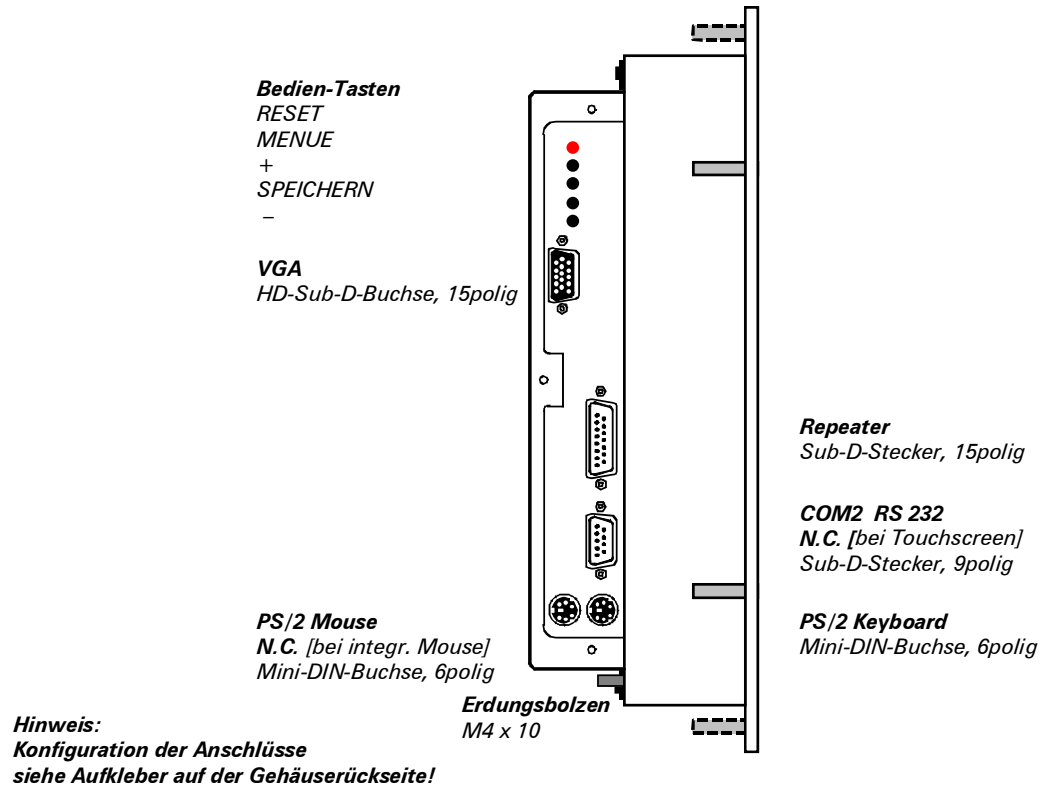 Bedien-Tasten
RESET
MENUE
+
SPEICHERN
–
VGA
HD-Sub-D-Buchse, 15polig
Repeater
Sub-D-Stecker, 15polig
COM2 RS 232
N.C. [bei Touchscreen]
Sub-D-Stecker, 9polig
PS/2 Mouse
N.C. [bei integr. Mouse]
Mini-DIN-Buchse, 6polig
PS/2 Keyboard
Mini-DIN-Buchse, 6polig
Erdungsbolzen
M4 x 10
Hinweis:
Konfiguration der Anschlüsse
siehe Aufkleber auf der Gehäuserückseite!